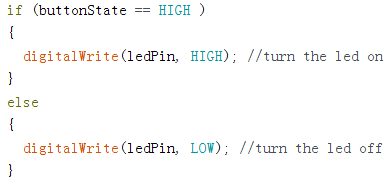 if (buttonState == HIGH )
{
  digitalWrite(ledPin, HIGH); //turn the led on
}
else
{
  digitalWrite(ledPin, LOW); //turn the led off
}